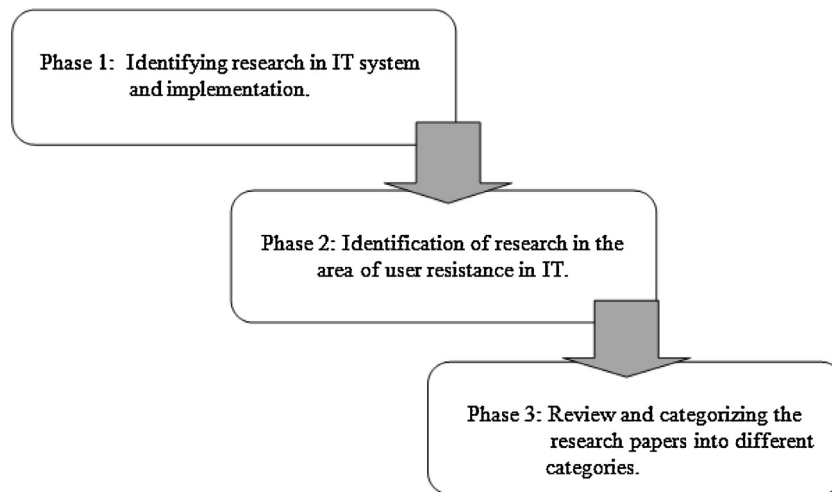 Phase 1: Identifying research in IT system
and implementation.
Phase 2: Identification of research in the
area of user resistance in IT.
Phase 3: Review and categorizing the
research papers into different
categories.